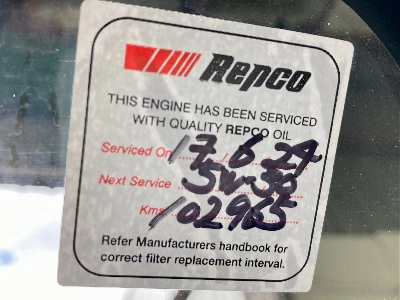 Repco
THIS ENGINE HAS BEEN SERVICED
WITH QUALITY REPCO OIL
Serviced On 17.6.24
Next Service 5W-30
Kms 102965
Refer Manufacturers handbook for
correct filter replacement interval.